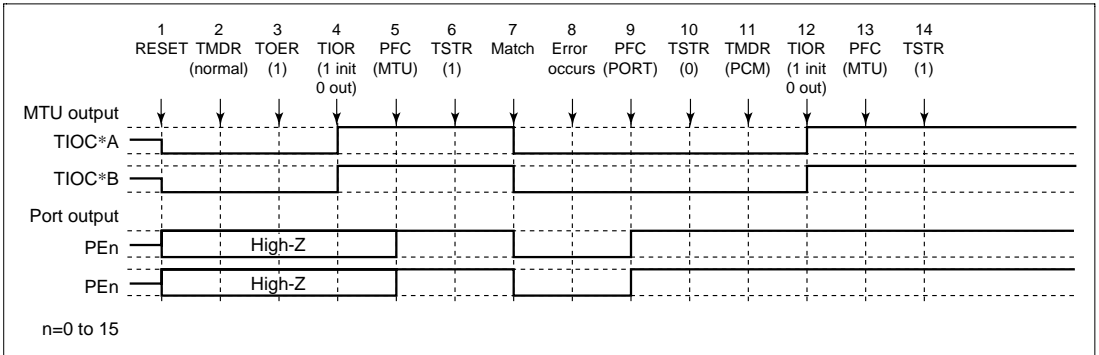 1 2 3 4 5 6 7 8 9 10 11 12 13 14
RESET TMDR TOER TIOR PFC TSTR Match Error PFC TSTR TMDR TIOR PFC TSTR
(normal) (1) (1 init (MTU) (1) occurs (PORT) (0) (PCM) (1 init (MTU) (1)
0 out) 0 out)
MTU output
TIOC*A
TIOC*B
Port output
PEn High-Z
PEn High-Z
n=0 to 15